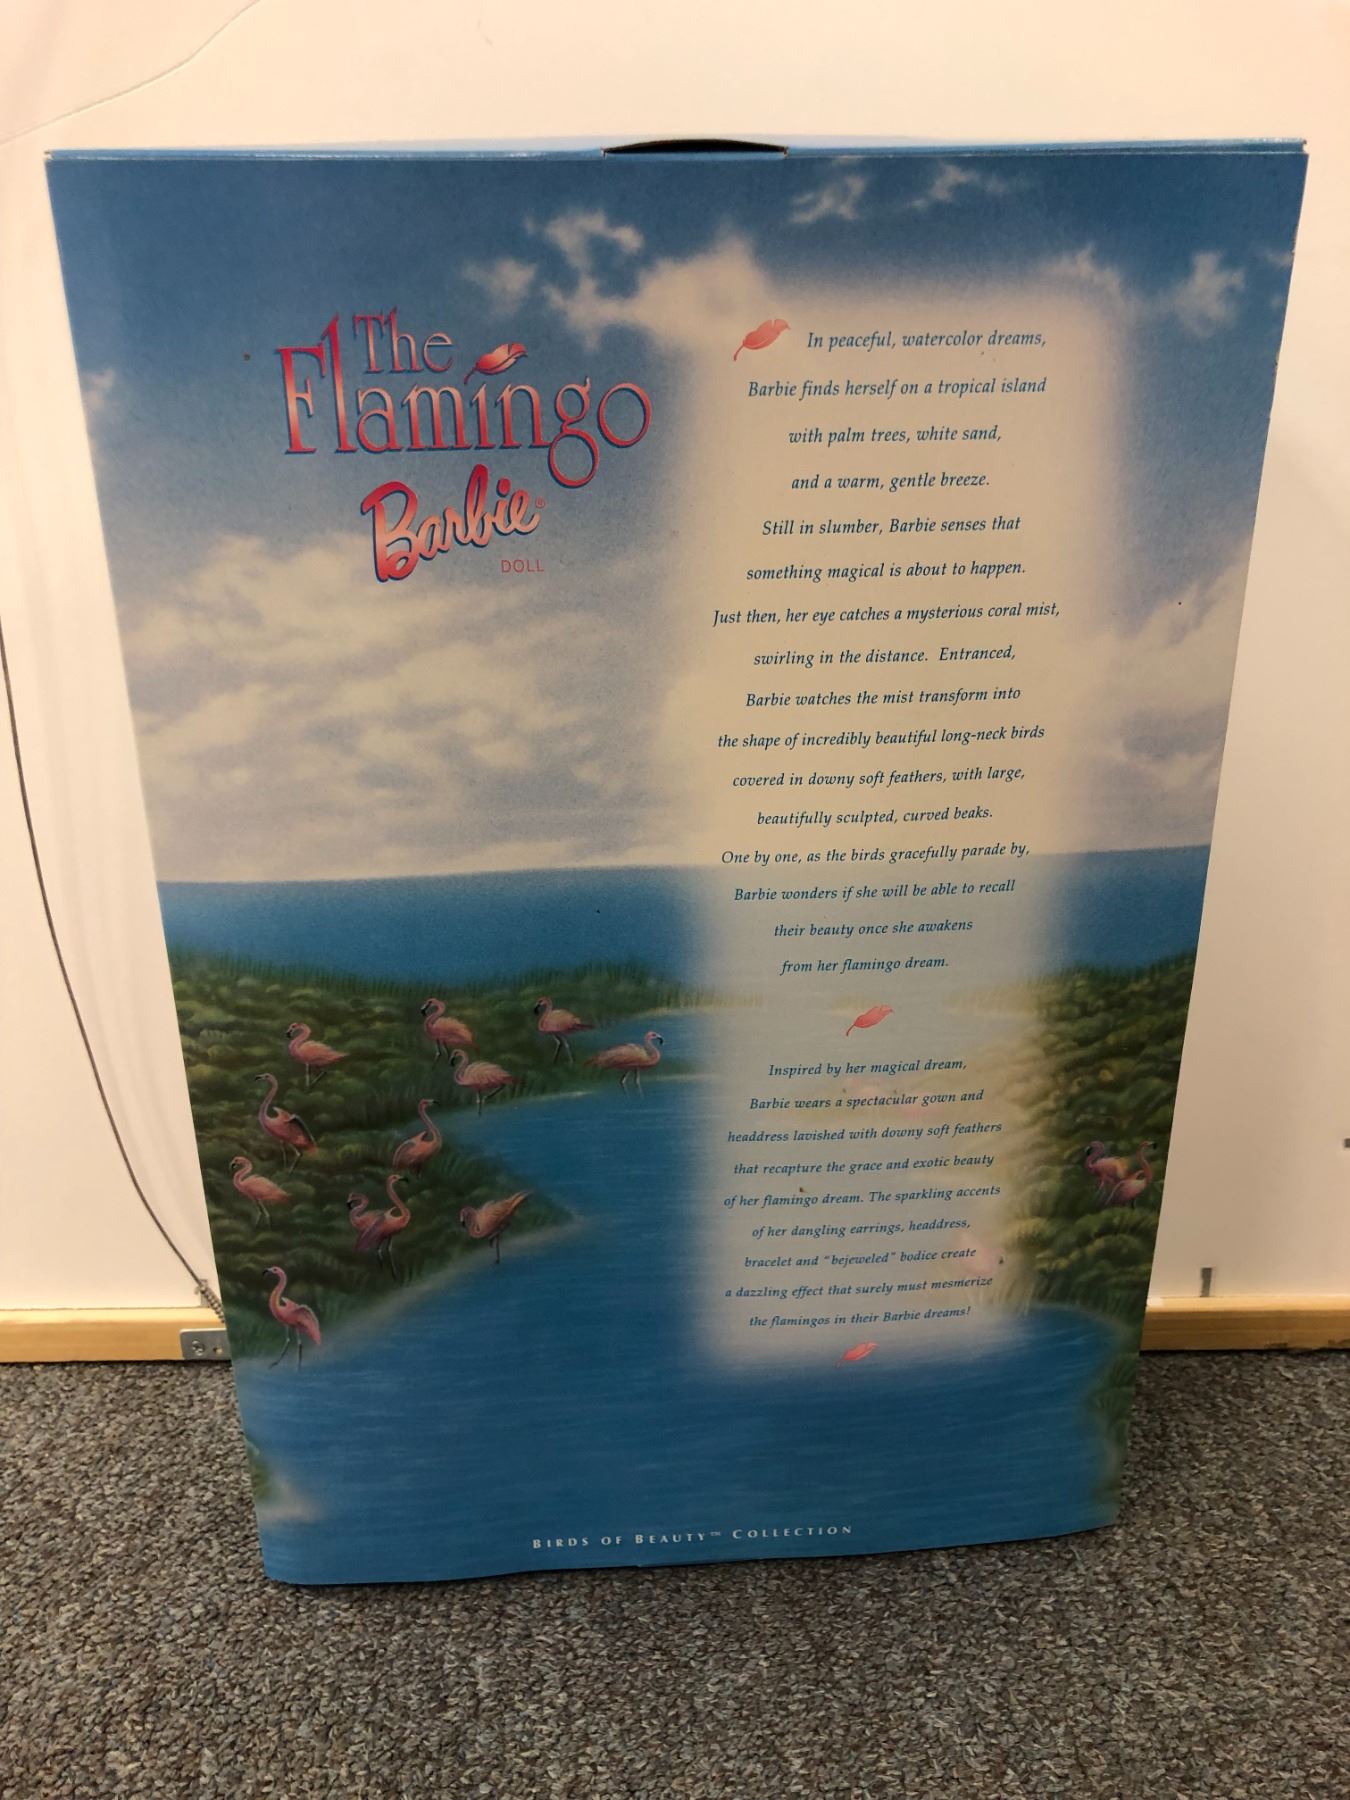 The
Flamingo
Barbie®
DOLL
In peaceful, watercolor dreams,
Barbie finds herself on a tropical island
with palm trees, white sand,
and a warm, gentle breeze.
Still in slumber, Barbie senses that
something magical is about to happen.
Just then, her eye catches a mysterious coral mist,
swirling in the distance. Entranced,
Barbie watches the mist transform into
the shape of incredibly beautiful long-neck birds
covered in downy soft feathers, with large,
beautifully sculpted, curved beaks.
One by one, as the birds gracefully parade by,
Barbie wonders if she will be able to recall
their beauty once she awakens
from her flamingo dream.
Inspired by her magical dream,
Barbie wears a spectacular gown and
headdress lavished with downy soft feathers
that recapture the grace and exotic beauty
of her flamingo dream. The sparkling accents
of her dangling earrings, headdress,
bracelet and "bejeweled" bodice create
a dazzling effect that surely must mesmerize
the flamingos in their Barbie dreams!
BIRDS OF BEAUTY™ COLLECTION